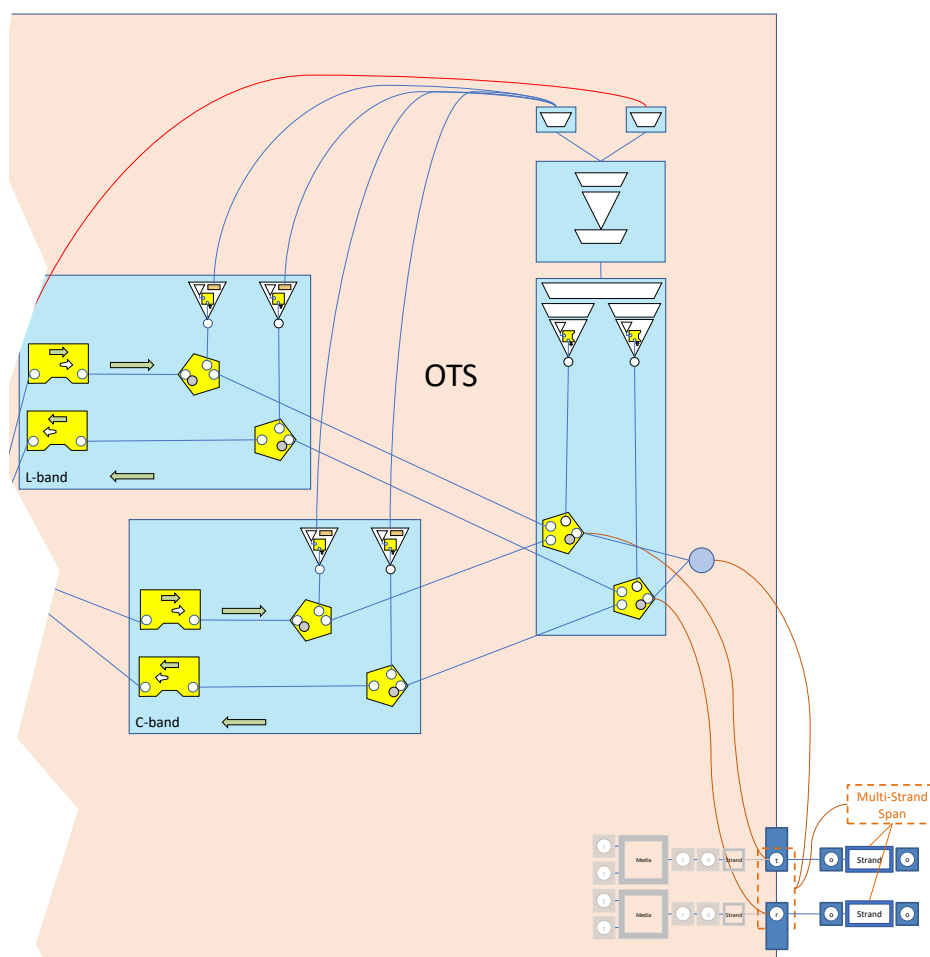 OTS
L-band
C-band
Multi-Strand
Span
Media t o Strand t o Strand o
Media r o Strand r o Strand o